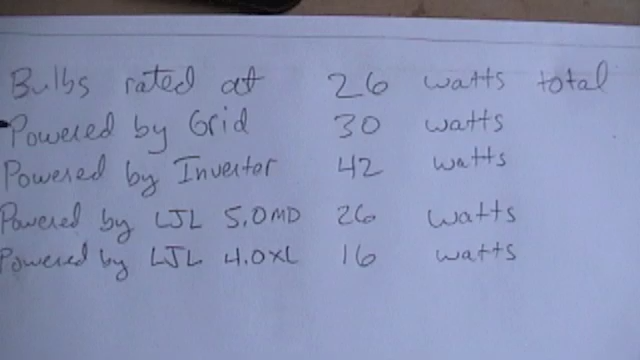 Bulbs rated at 26 watts total
Powered by Grid 30 watts
Powered by Invertor 42 watts
Powered by LJL 5.0MD 26 watts
Powered by LJL 4.0XL 16 watts